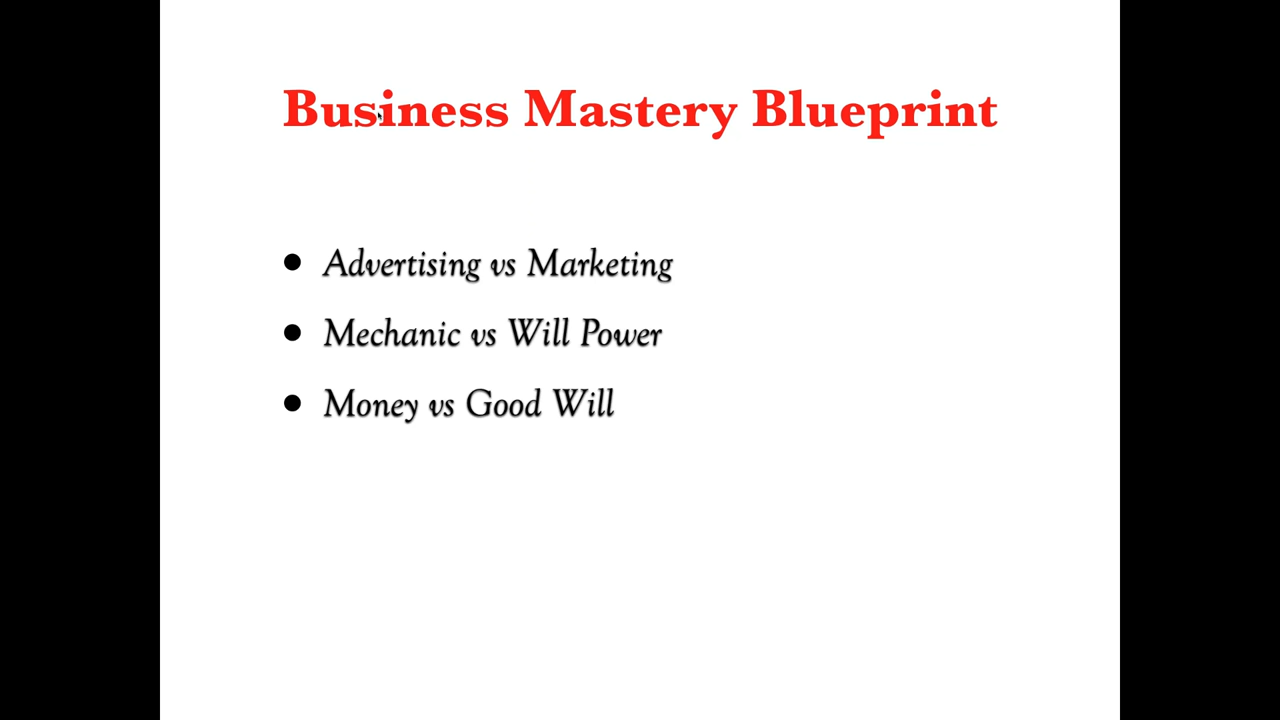 Business Mastery Blueprint
• Advertising vs Marketing
• Mechanic vs Will Power
• Money vs Good Will